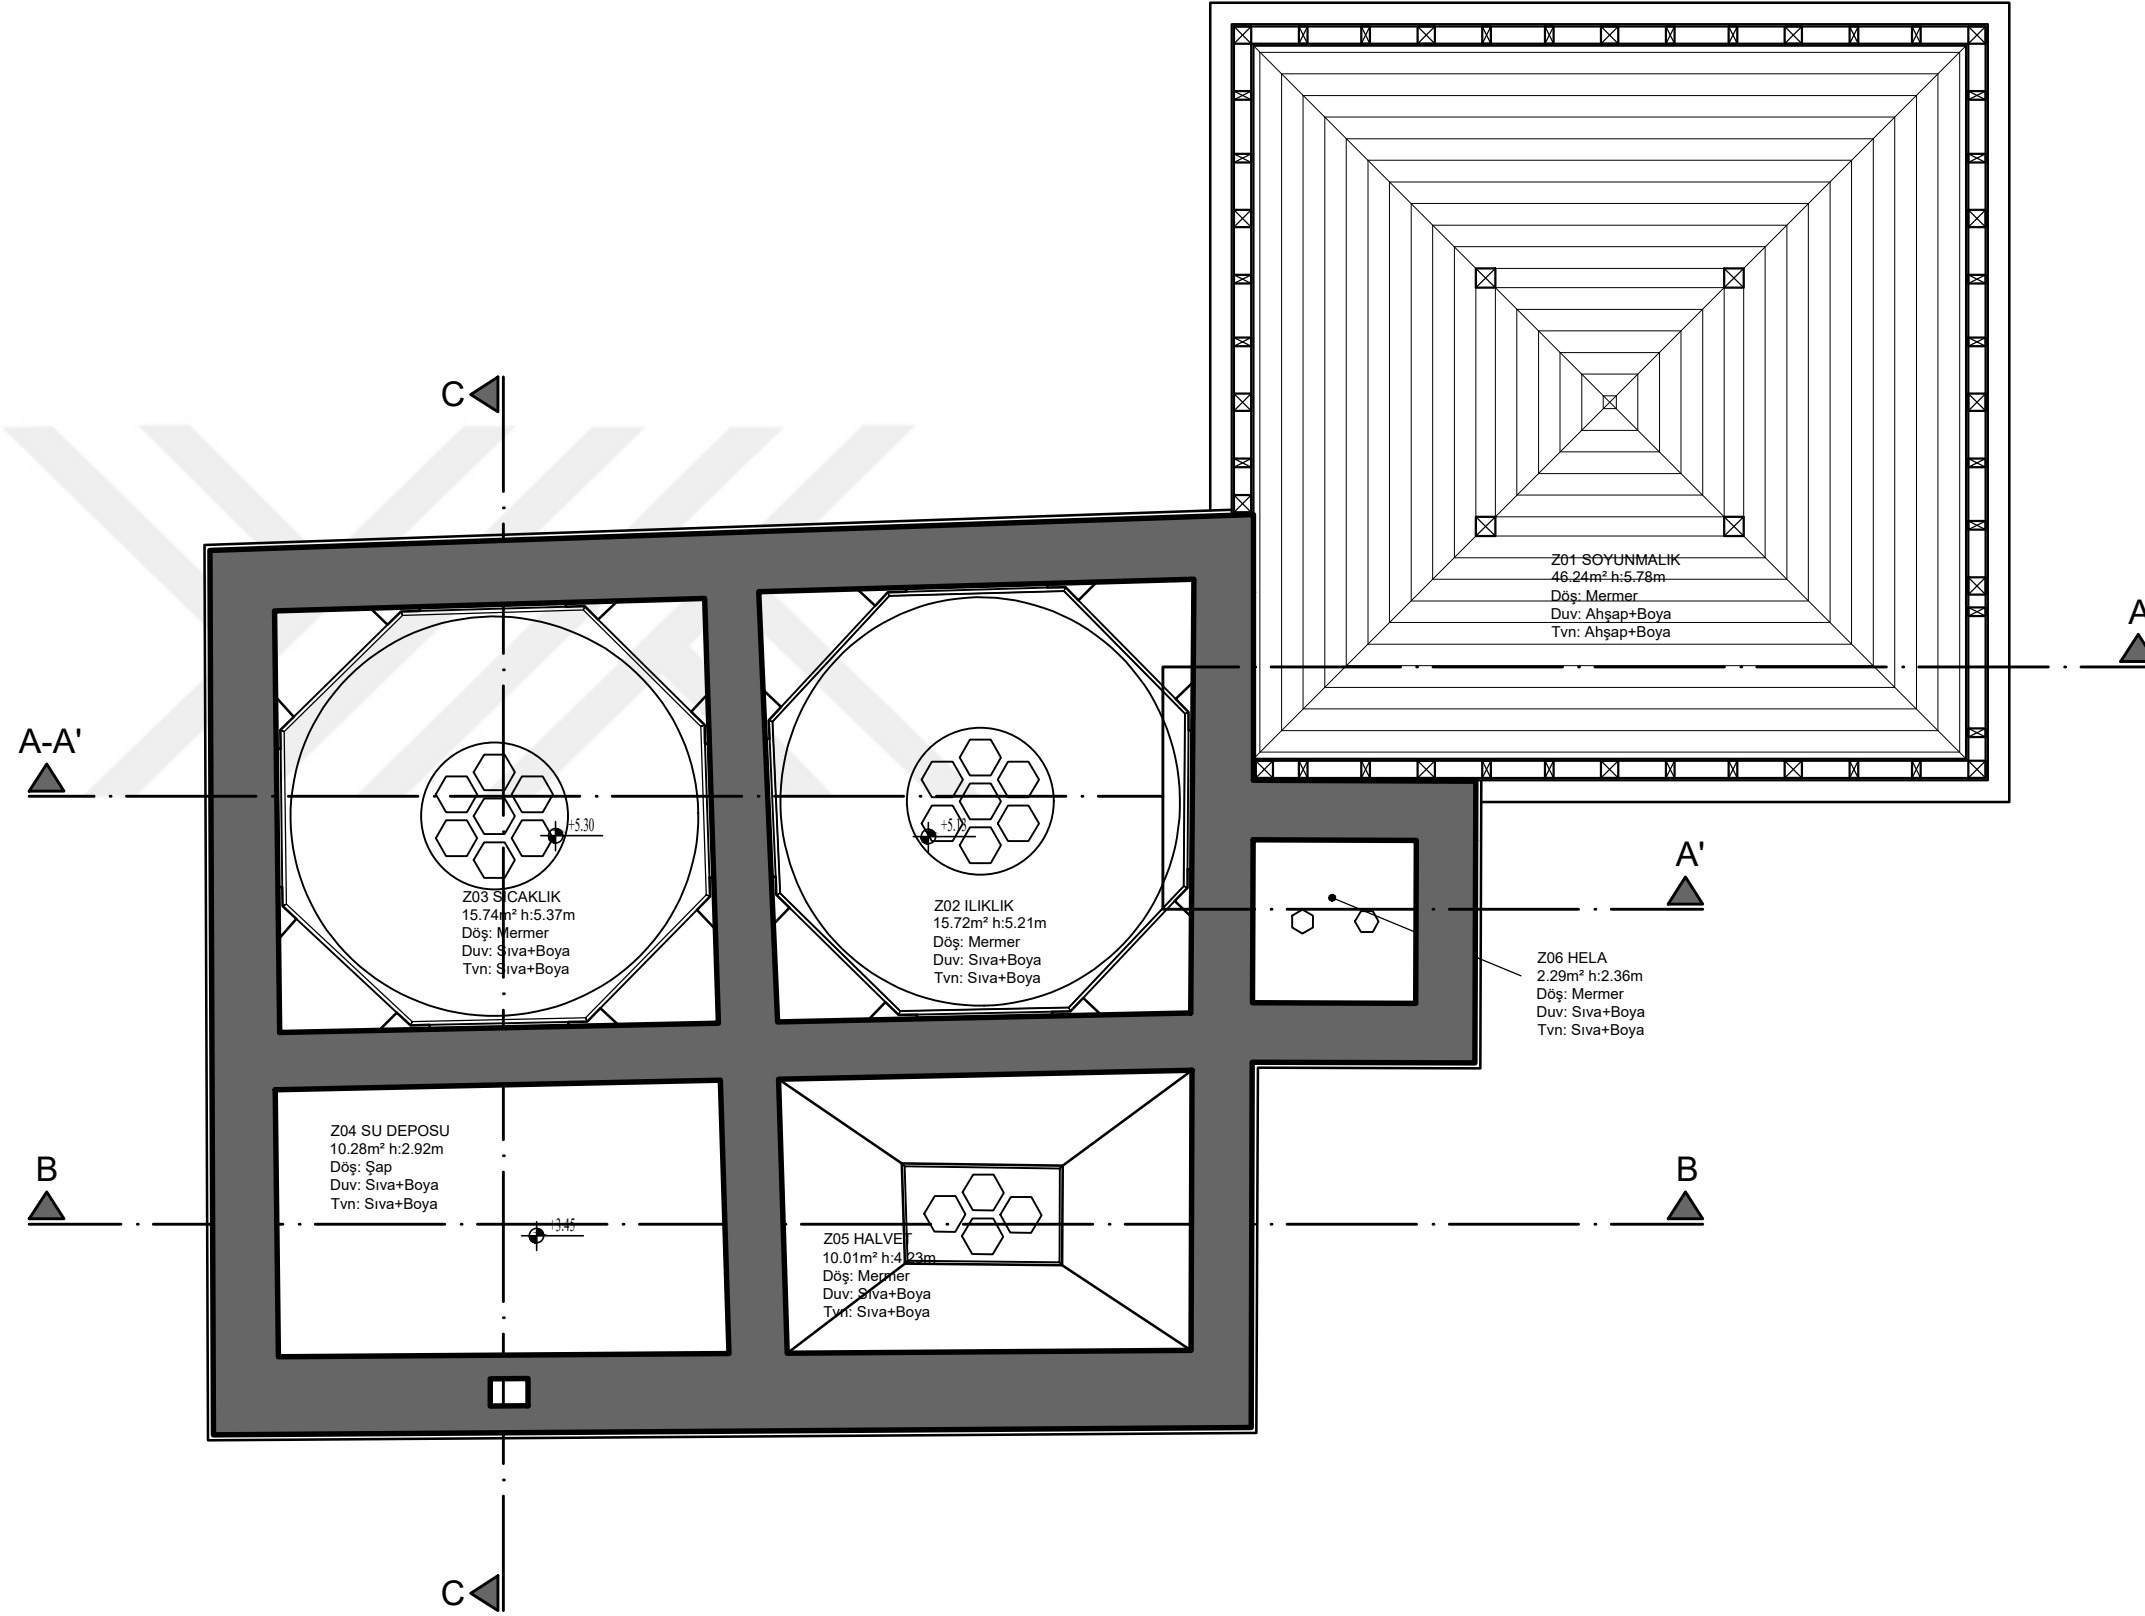 C
Z01 SOYUNMALIK
46.24m² h:5.78m
Döş: Mermer
Duv: Ahşap+Boya
Tvn: Ahşap+Boya
A
A-A'
+5.30
Z03 SICAKLIK
15.74m² h:5.37m
Döş: Mermer
Duv: Sıva+Boya
Tvn: Sıva+Boya
Z02 ILIKLIK
15.72m² h:5.21m
Döş: Mermer
Duv: Sıva+Boya
Tvn: Sıva+Boya
A'
Z06 HELA
2.29m² h:2.36m
Döş: Mermer
Duv: Sıva+Boya
Tvn: Sıva+Boya
B
Z04 SU DEPOSU
10.28m² h:2.92m
Döş: Şap
Duv: Sıva+Boya
Tvn: Sıva+Boya
+3.45
Z05 HALVET
10.01m² h:4.23m
Döş: Mermer
Duv: Sıva+Boya
Tvn: Sıva+Boya
B
C